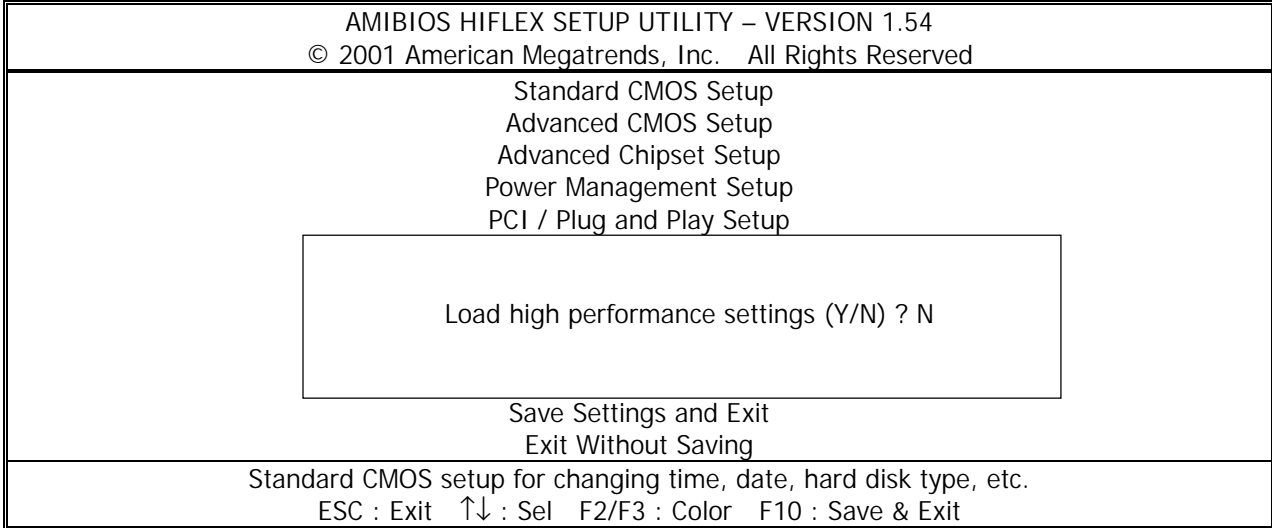 AMIBIOS HIFLEX SETUP UTILITY – VERSION 1.54
© 2001 American Megatrends, Inc. All Rights Reserved
Standard CMOS Setup
Advanced CMOS Setup
Advanced Chipset Setup
Power Management Setup
PCI / Plug and Play Setup
Load high performance settings (Y/N) ? N
Save Settings and Exit
Exit Without Saving
Standard CMOS setup for changing time, date, hard disk type, etc.
ESC : Exit ↑↓ : Sel F2/F3 : Color F10 : Save & Exit